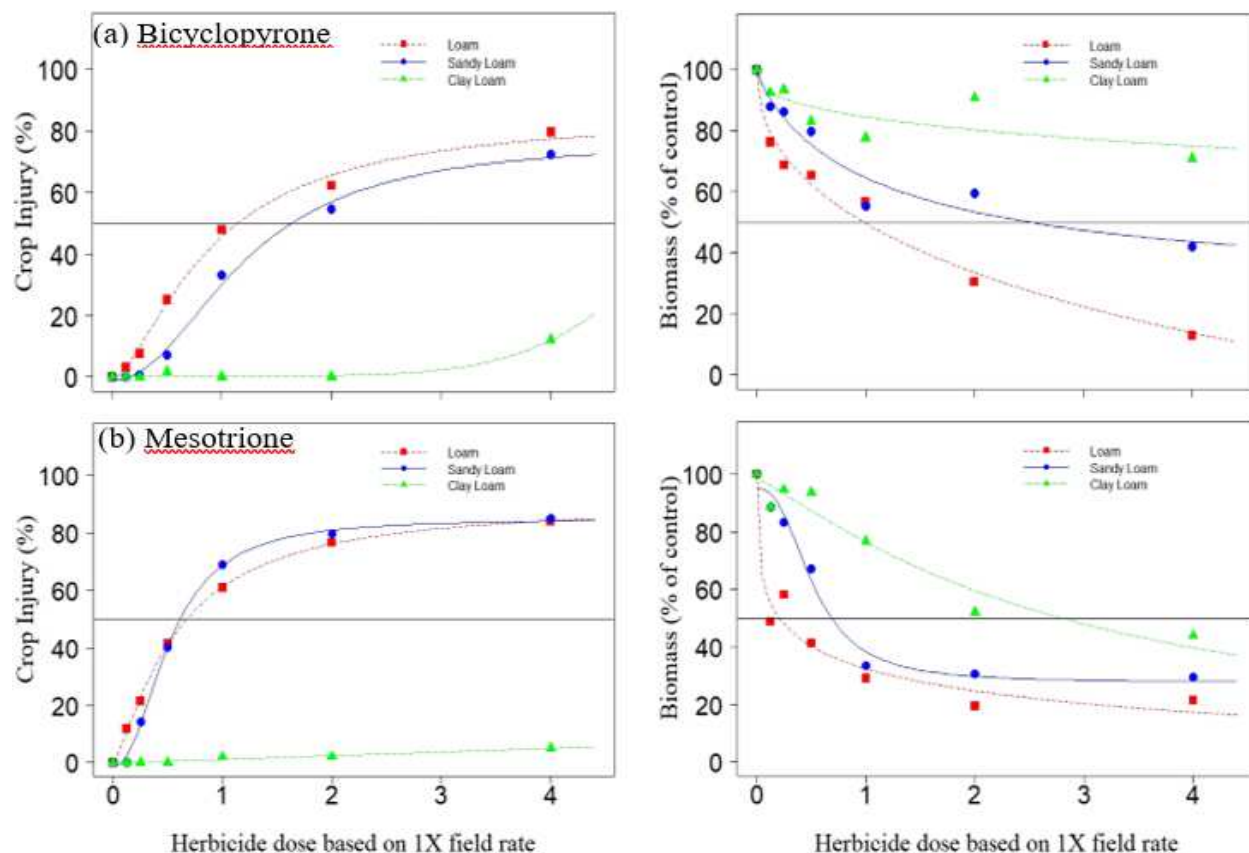 (a) Bicyclopyrone
Loam
Sandy Loam
Clay Loam
Crop Injury (%)
100
80
60
40
20
0
Loam
Sandy Loam
Clay Loam
Biomass (% of control)
100
80
60
40
20
0
(b) Mesotrione
Loam
Sandy Loam
Clay Loam
Crop Injury (%)
100
80
60
40
20
0
0 1 2 3 4
Herbicide dose based on 1X field rate
Loam
Sandy Loam
Clay Loam
Biomass (% of control)
100
80
60
40
20
0
0 1 2 3 4
Herbicide dose based on 1X field rate